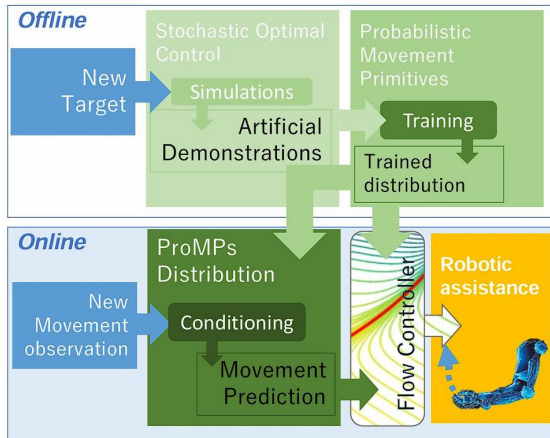 Offline
Stochastic Optimal
Control
Probabilistic
Movement
Primitives
New
Target
Simulations
Artificial
Demonstrations
Training
Trained
distribution
Online
ProMPs
Distribution
New
Movement
observation
Conditioning
Movement
Prediction
Flow Controller
Robotic
assistance